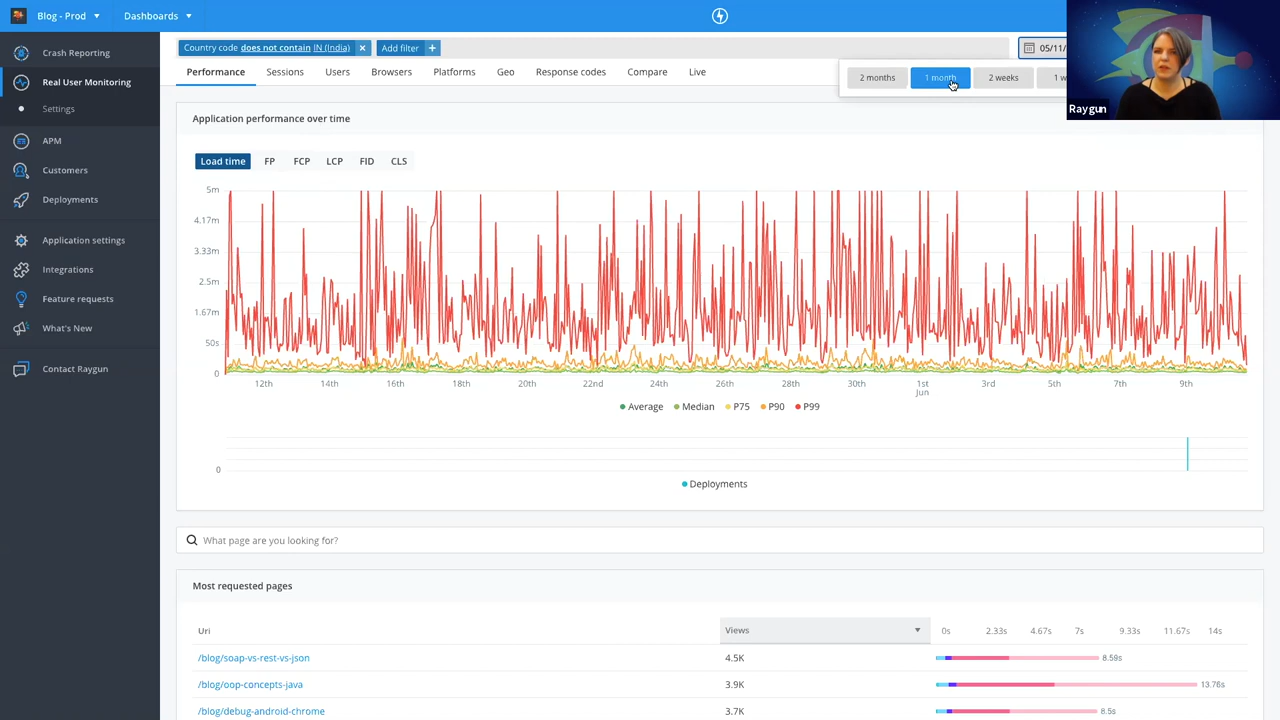 Blog - Prod
Dashboards
Crash Reporting
Real User Monitoring
Settings
APM
Customers
Deployments
Application settings
Integrations
Feature requests
What's New
Contact Raygun
Country code does not contain IN (India) ×
Add filter +
05/11/
2 months
1 month
2 weeks
1 w
Raygun
Performance
Sessions
Users
Browsers
Platforms
Geo
Response codes
Compare
Live
Application performance over time
Load time
FP
FCP
LCP
FID
CLS
5m
4.17m
3.33m
2.5m
1.67m
50s
0
12th 14th 16th 18th 20th 22nd 24th 26th 28th 30th 1st 3rd 5th 7th 9th
Jun
Average Median P75 P90 P99
0
Deployments
What page are you looking for?
Most requested pages
Uri Views 0s 2.33s 4.67s 7s 9.33s 11.67s 14s
/blog/soap-vs-rest-vs-json 4.5K 8.59s
/blog/oop-concepts-java 3.9K 13.76s
/blog/debug-android-chrome 3.7K 8.5s